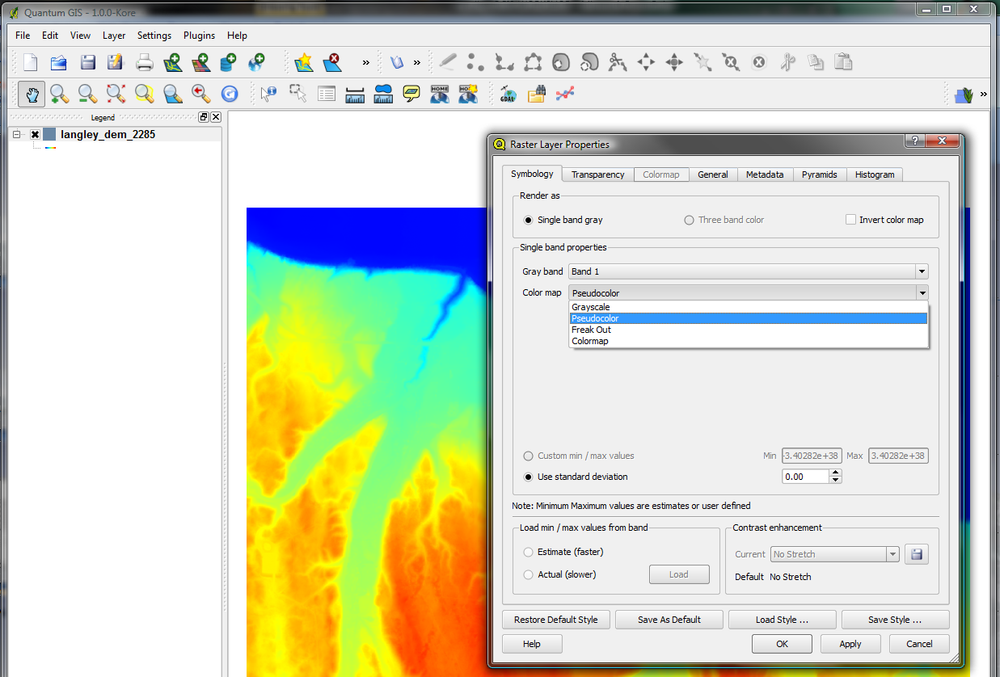 Quantum GIS - 1.0.0-Kore
File Edit View Layer Settings Plugins Help
» »
HOME HOME
GDAL
»
Legend
langley_dem_2285
Raster Layer Properties
?
Symbology Transparency Colormap General Metadata Pyramids Histogram
Render as
Single band gray Three band color Invert color map
Single band properties
Gray band Band 1
Color map Pseudocolor
Grayscale
Pseudocolor
Freak Out
Colormap
Custom min / max values Min -3.40282e+38 Max 3.40282e+38
Use standard deviation 0.00
Note: Minimum Maximum values are estimates or user defined
Load min / max values from band Contrast enhancement
Estimate (faster) Current No Stretch
Actual (slower) Load Default No Stretch
Restore Default Style Save As Default Load Style ... Save Style ...
Help OK Apply Cancel